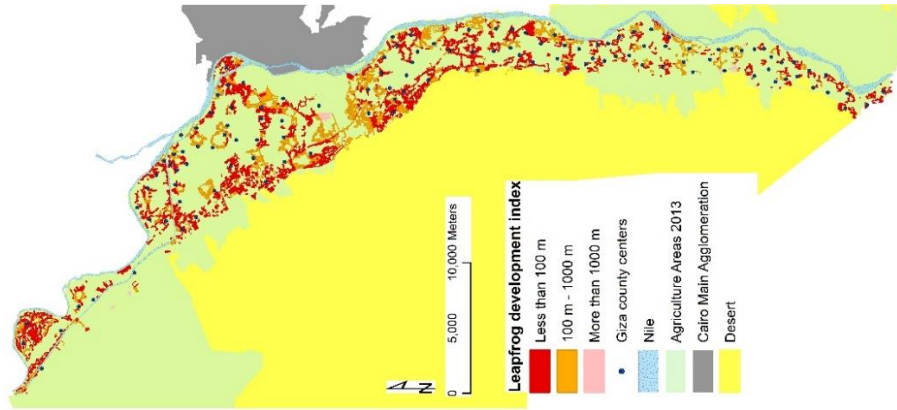 N
0 5,000 10,000 Meters
Leapfrog development index
Less than 100 m
100 m - 1000 m
More than 1000 m
Giza county centers
Nile
Agriculture Areas 2013
Cairo Main Agglomeration
Desert